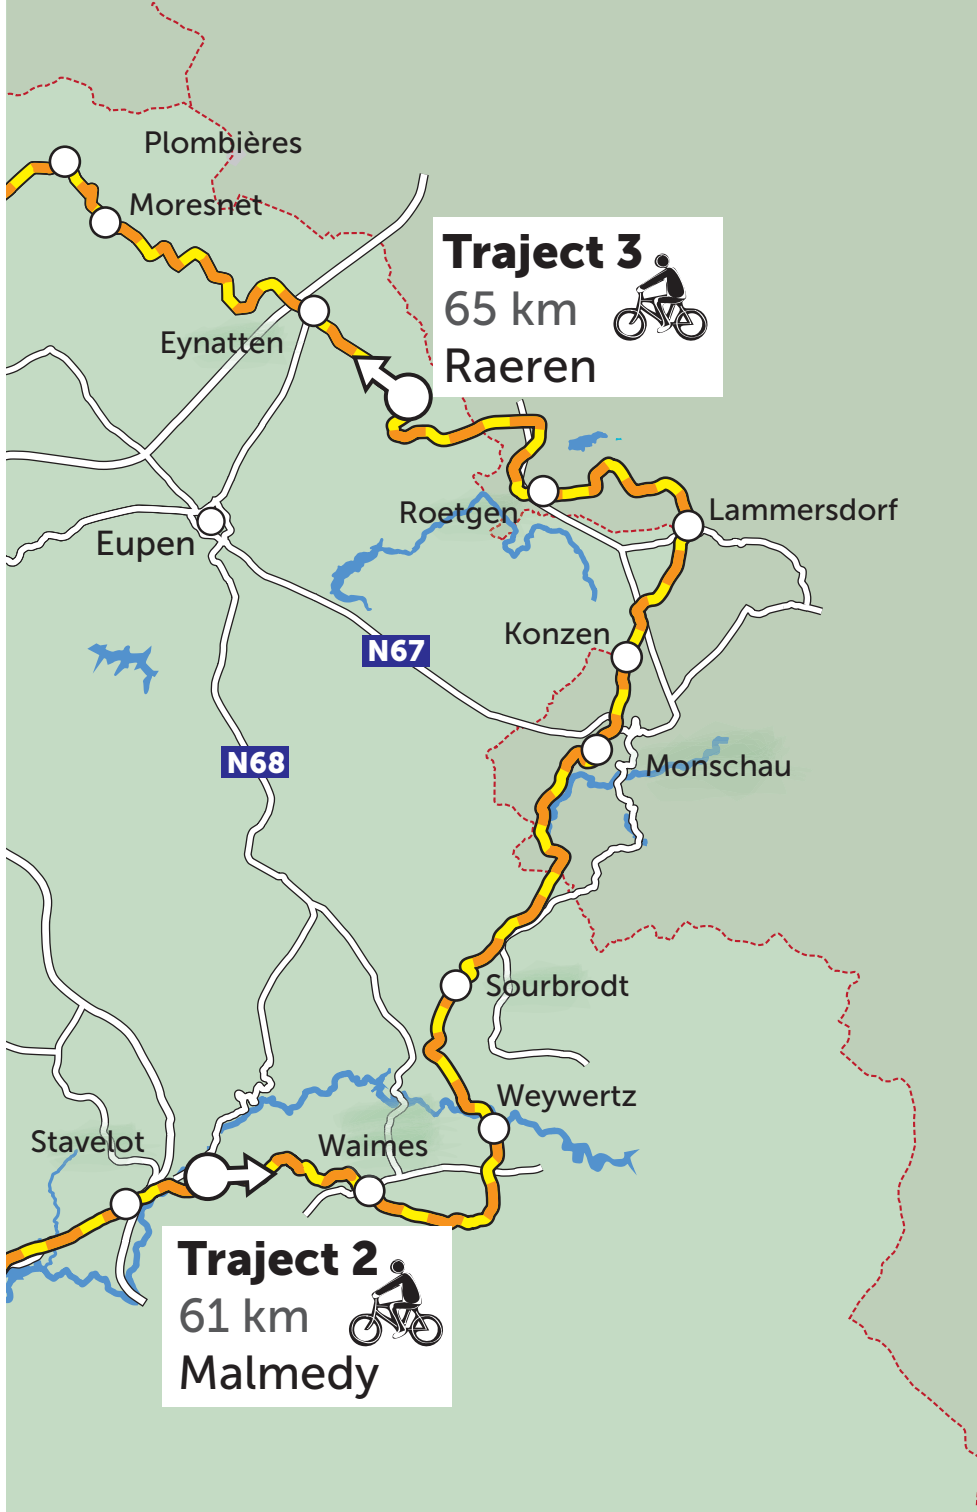 Plombières
Moresnet
Traject 3
65 km
Raeren
Eynatten
Roetgen
Lammersdorf
Eupen
Konzen
N67
N68
Monschau
Sourbrodt
Weywertz
Stavelot
Waimes
Traject 2
61 km
Malmedy